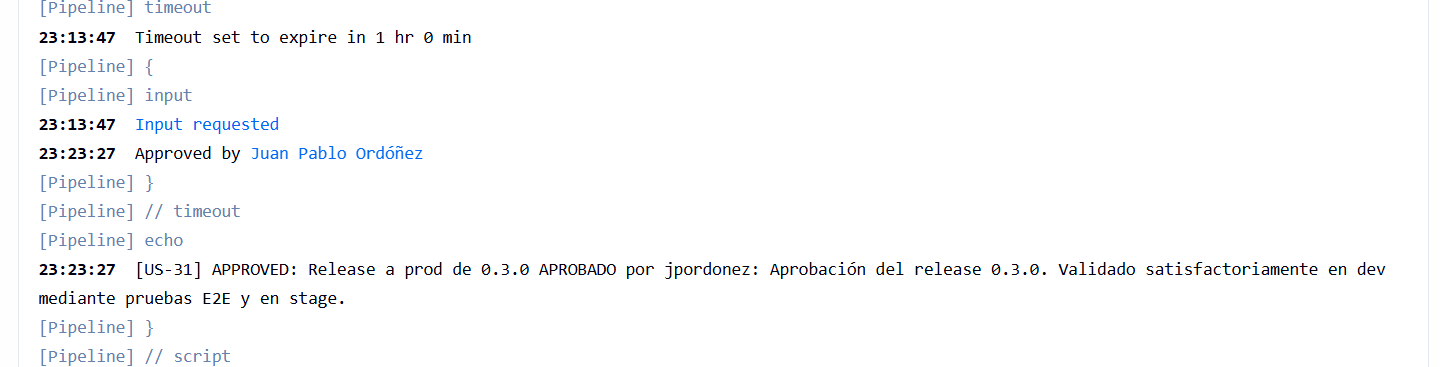 [Pipeline] timeout
23:13:47  Timeout set to expire in 1 hr 0 min
[Pipeline] {
[Pipeline] input
23:13:47  Input requested
23:23:27  Approved by Juan Pablo Ordóñez
[Pipeline] }
[Pipeline] // timeout
[Pipeline] echo
23:23:27  [US-31] APPROVED: Release a prod de 0.3.0 APROBADO por jpordonez: Aprobación del release 0.3.0. Validado satisfactoriamente en dev
mediante pruebas E2E y en stage.
[Pipeline] }
[Pipeline] // script